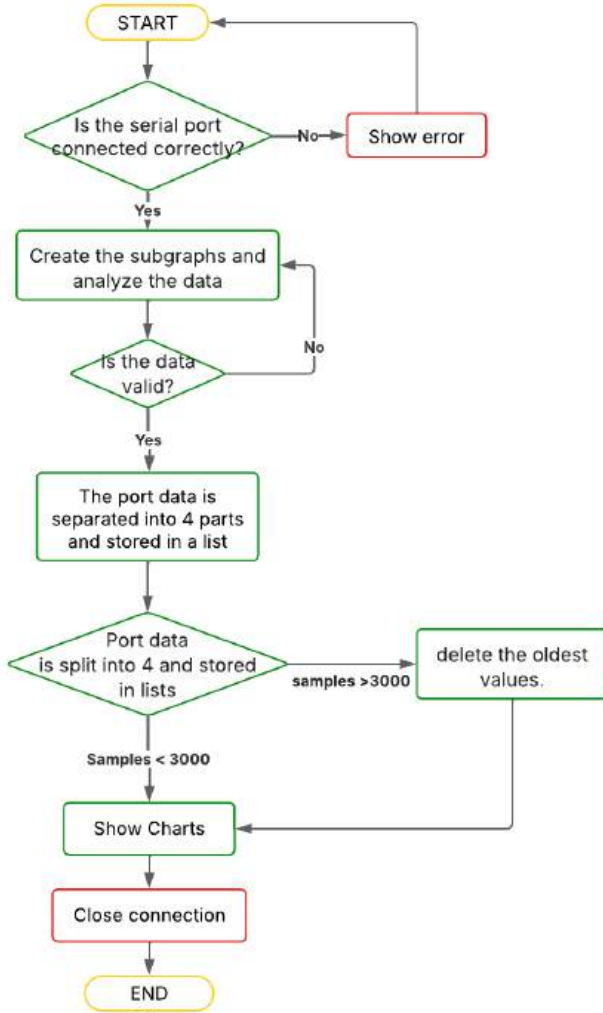 START
Is the serial port
connected correctly?
No
Show error
Yes
Create the subgraphs and
analyze the data
No
Is the data
valid?
Yes
The port data is
separated into 4 parts
and stored in a list
Port data
is split into 4 and stored
in lists
samples >3000
delete the oldest
values.
Samples < 3000
Show Charts
Close connection
END